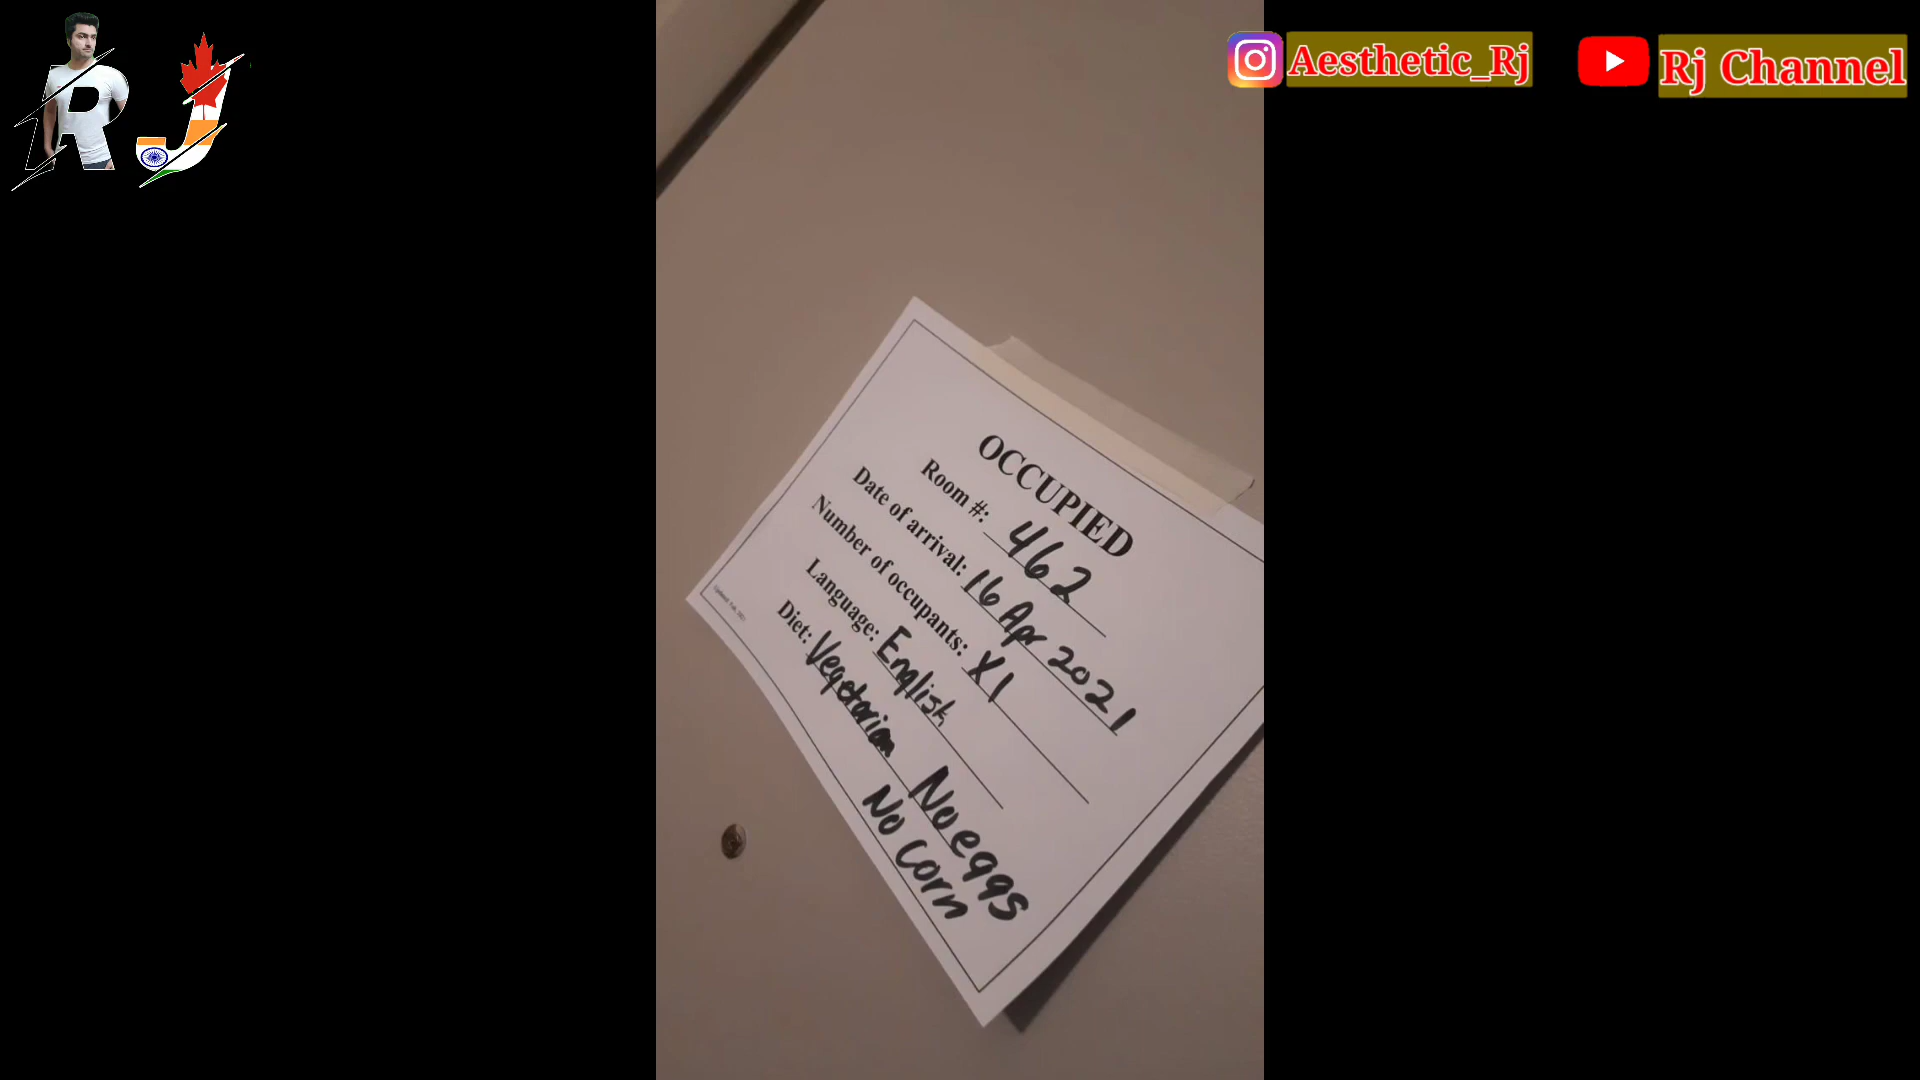 RJ
Aesthetic_Rj
Rj Channel
OCCUPIED
Room #: 462
Date of arrival: 16 Apr 2021
Number of occupants: X1
Language: English
Diet: Vegetarian No eggs
No Corn